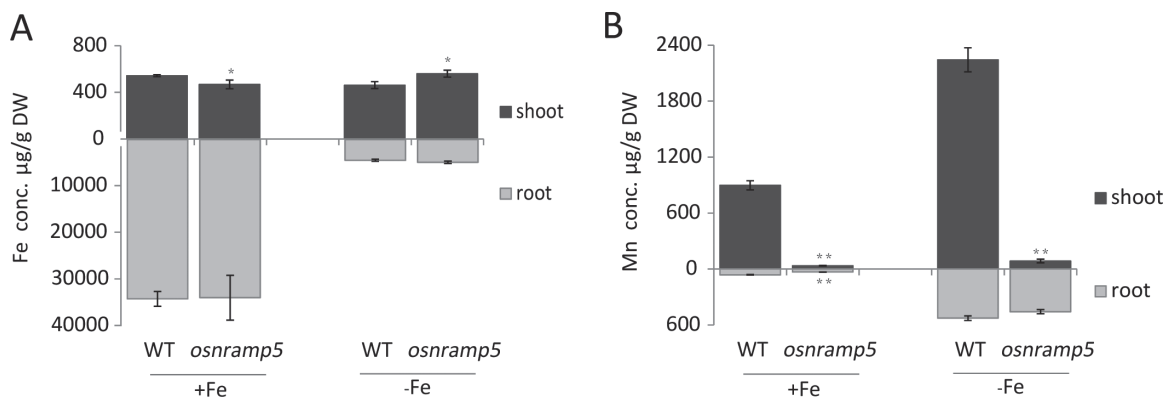 A
Fe conc. µg/g DW
800
400
0
10000
20000
30000
40000
*
*
shoot
root
WT osnramp5 WT osnramp5
+Fe -Fe
B
Mn conc. µg/g DW
2400
1800
1200
600
0
600
**
**
**
shoot
root
WT osnramp5 WT osnramp5
+Fe -Fe